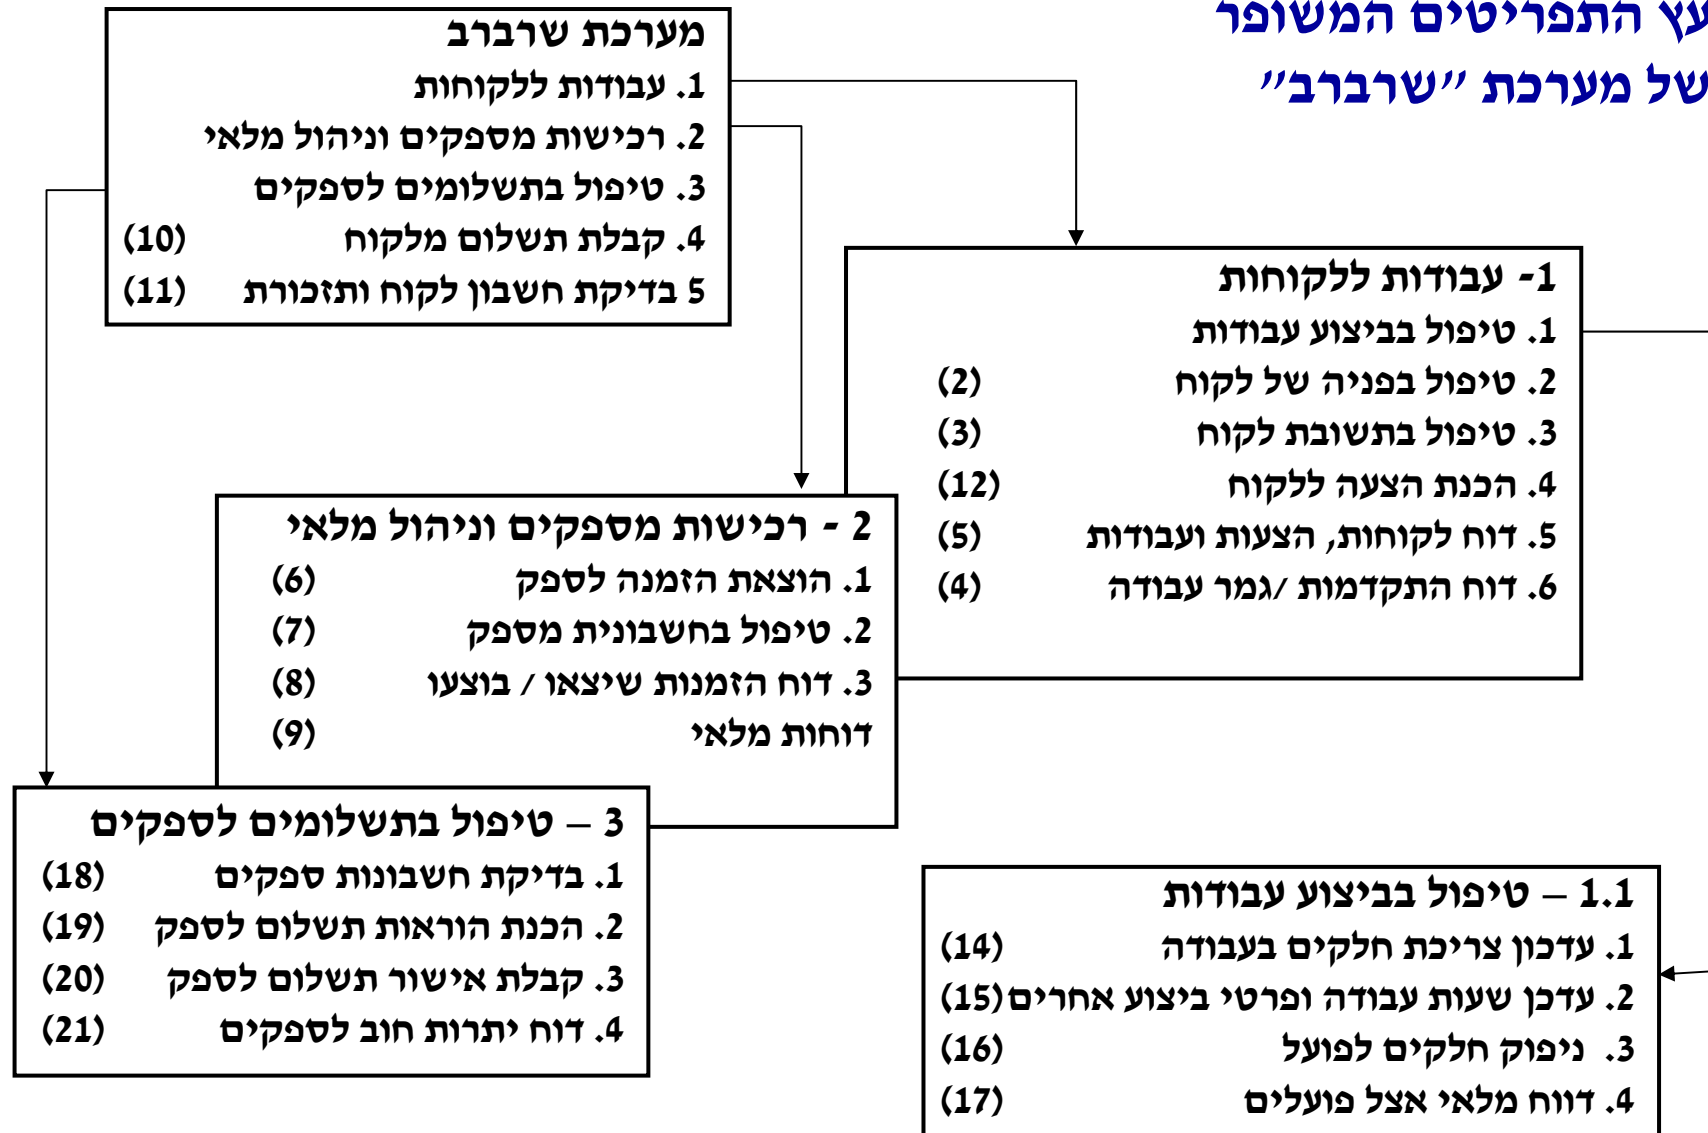 עץ התפריטים המשופר
של מערכת "שרברב"
מערכת שרברב
1. עבודות ללקוחות
2. רכישות מספקים וניהול מלאי
3. טיפול בתשלומים לספקים
4. קבלת תשלום מלקוח (10)
5 בדיקת חשבון לקוח ותזכורת (11)
1- עבודות ללקוחות
1. טיפול בביצוע עבודות
2. טיפול בפניה של לקוח (2)
3. טיפול בתשובת לקוח (3)
4. הכנת הצעה ללקוח (12)
5. דוח לקוחות, הצעות ועבודות (5)
6. דוח התקדמות /גמר עבודה (4)
2 - רכישות מספקים וניהול מלאי
1. הוצאת הזמנה לספק (6)
2. טיפול בחשבונית מספק (7)
3. דוח הזמנות שיצאו / בוצעו (8)
דוחות מלאי (9)
3 – טיפול בתשלומים לספקים
1. בדיקת חשבונות ספקים (18)
2. הכנת הוראות תשלום לספק (19)
3. קבלת אישור תשלום לספק (20)
4. דוח יתרות חוב לספקים (21)
1.1 – טיפול בביצוע עבודות
1. עדכון צריכת חלקים בעבודה (14)
2. עדכן שעות עבודה ופרטי ביצוע אחרים (15)
3. ניפוק חלקים לפועל (16)
4. דווח מלאי אצל פועלים (17)